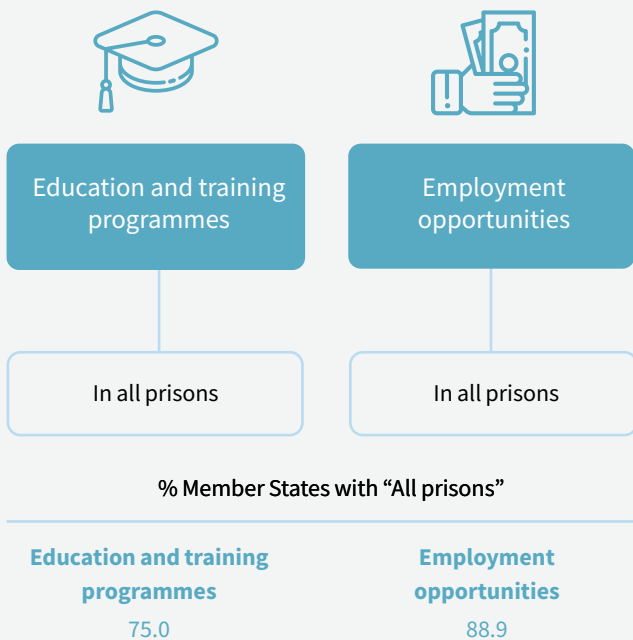 Education and training
programmes
Employment
opportunities
In all prisons
In all prisons
% Member States with “All prisons”
Education and training
programmes
Employment
opportunities
75.0
88.9